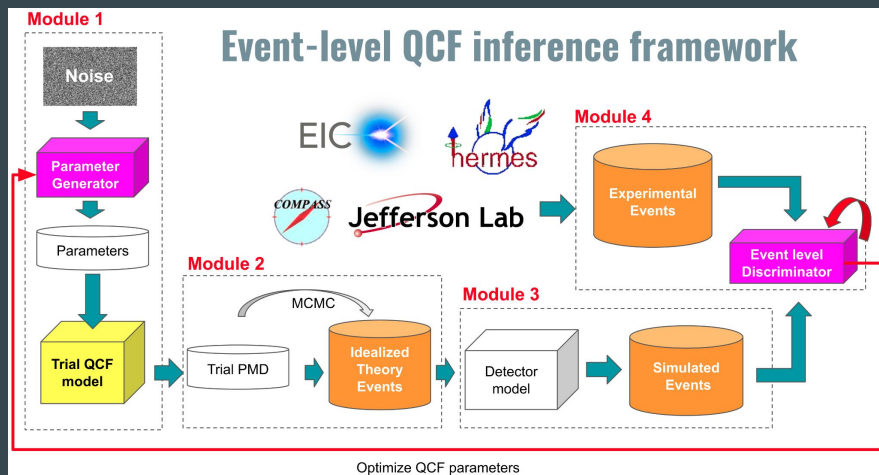 Module 1
Event-level QCF inference framework
Noise
Parameter
Generator
Parameters
Trial QCF
model
EIC
hermes
COMPASS
Jefferson Lab
Module 2
MCMC
Trial PMD
Idealized
Theory
Events
Module 3
Detector
model
Simulated
Events
Module 4
Experimental
Events
Event level
Discriminator
Optimize QCF parameters